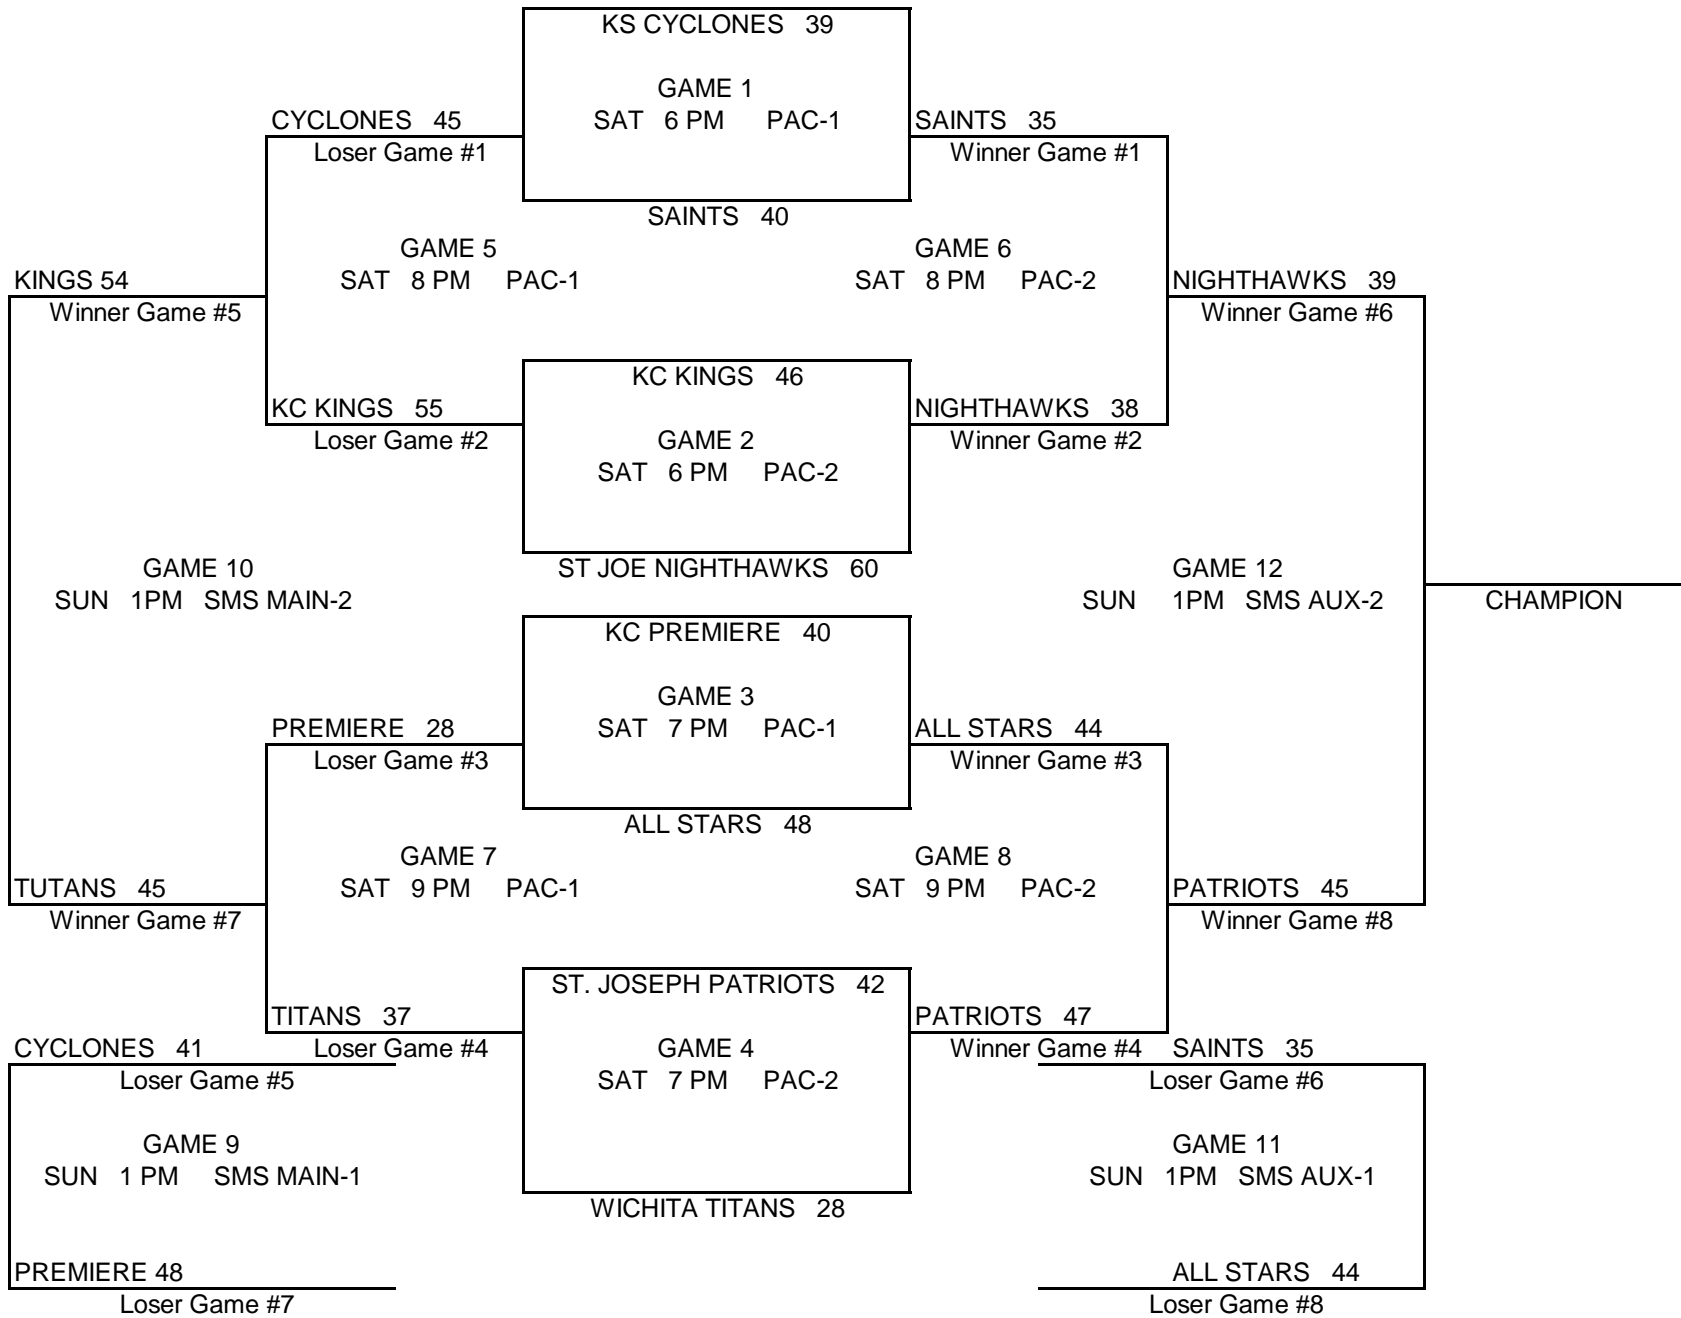 KS CYCLONES 39
GAME 1
CYCLONES 45
SAT 6 PM PAC-1
SAINTS 35
Loser Game #1
Winner Game #1
SAINTS 40
GAME 5
GAME 6
KINGS 54
SAT 8 PM PAC-1
SAT 8 PM PAC-2
NIGHTHAWKS 39
Winner Game #5
Winner Game #6
KC KINGS 46
KC KINGS 55
NIGHTHAWKS 38
Loser Game #2
GAME 2
Winner Game #2
SAT 6 PM PAC-2
GAME 10
ST JOE NIGHTHAWKS 60
GAME 12
SUN 1PM SMS MAIN-2
SUN 1PM SMS AUX-2
CHAMPION
KC PREMIERE 40
GAME 3
PREMIERE 28
SAT 7 PM PAC-1
ALL STARS 44
Loser Game #3
Winner Game #3
ALL STARS 48
GAME 7
GAME 8
TUTANS 45
SAT 9 PM PAC-1
SAT 9 PM PAC-2
PATRIOTS 45
Winner Game #7
Winner Game #8
ST. JOSEPH PATRIOTS 42
TITANS 37
PATRIOTS 47
CYCLONES 41
Loser Game #4
GAME 4
Winner Game #4
SAINTS 35
Loser Game #5
SAT 7 PM PAC-2
Loser Game #6
GAME 9
GAME 11
SUN 1 PM SMS MAIN-1
SUN 1PM SMS AUX-1
WICHITA TITANS 28
PREMIERE 48
ALL STARS 44
Loser Game #7
Loser Game #8